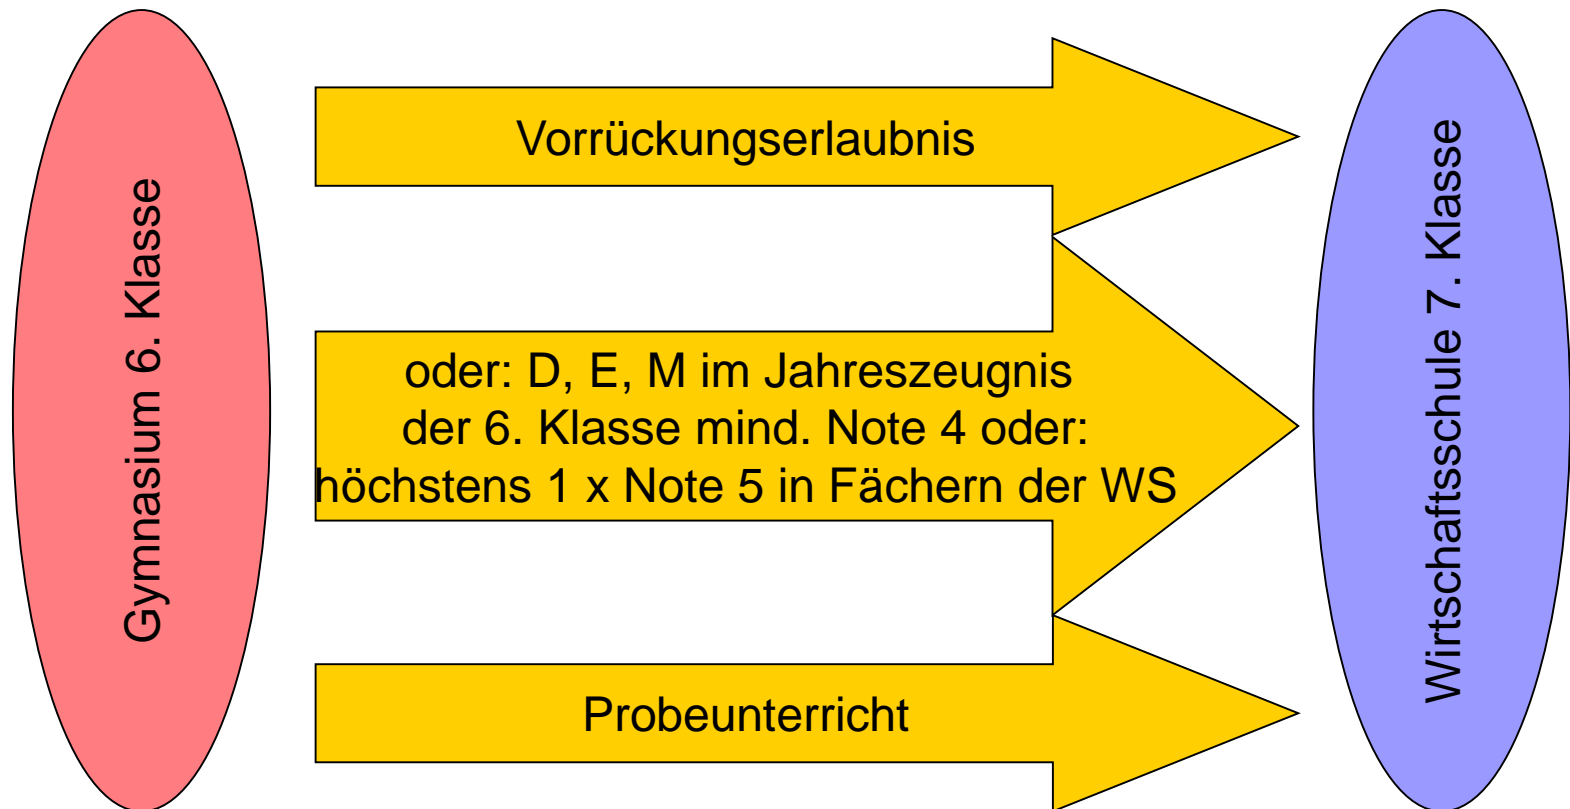 Gymnasium 6. Klasse
Vorrückungserlaubnis
oder: D, E, M im Jahreszeugnis
der 6. Klasse mind. Note 4 oder:
höchstens 1 x Note 5 in Fächern der WS
Probeunterricht
Wirtschaftsschule 7. Klasse